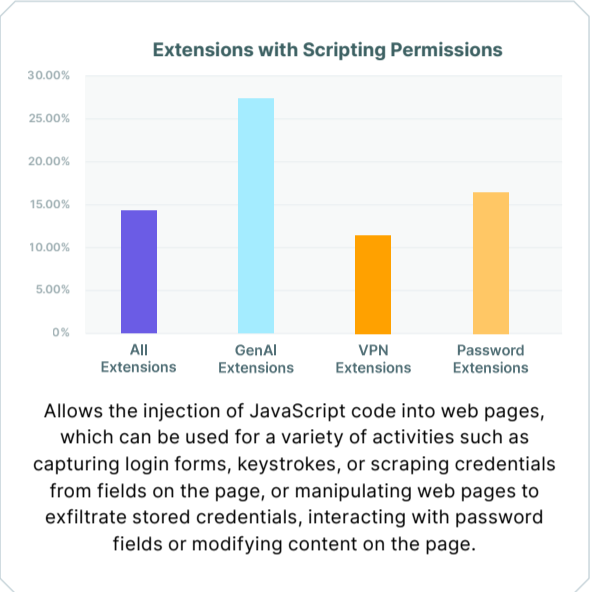 Extensions with Scripting Permissions
30.00%
25.00%
20.00%
15.00%
10.00%
5.00%
0%
All
Extensions
GenAI
Extensions
VPN
Extensions
Password
Extensions
Allows the injection of JavaScript code into web pages,
which can be used for a variety of activities such as
capturing login forms, keystrokes, or scraping credentials
from fields on the page, or manipulating web pages to
exfiltrate stored credentials, interacting with password
fields or modifying content on the page.